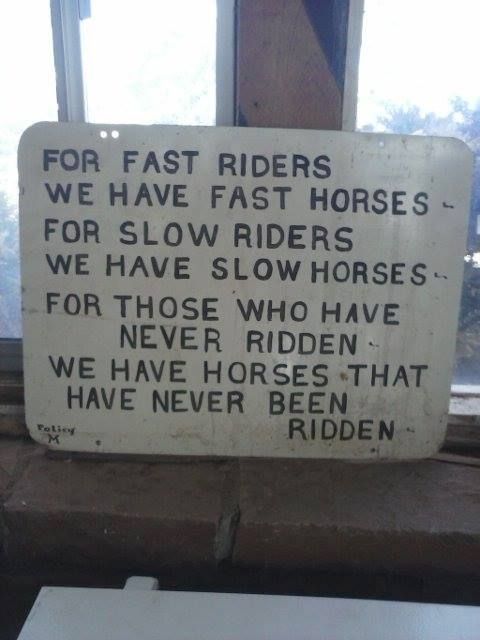 FOR FAST RIDERS
WE HAVE FAST HORSES -
FOR SLOW RIDERS
WE HAVE SLOW HORSES -
FOR THOSE WHO HAVE
NEVER RIDDEN -
WE HAVE HORSES THAT
HAVE NEVER BEEN
RIDDEN -
M